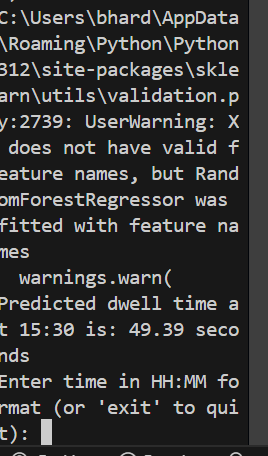 C:\Users\bhard\AppData
\Roaming\Python\Python
312\site-packages\skle
arn\utils\validation.p
y:2739: UserWarning: X
 does not have valid f
eature names, but Rand
omForestRegressor was
fitted with feature na
mes
  warnings.warn(
Predicted dwell time a
t 15:30 is: 49.39 seco
nds
Enter time in HH:MM fo
rmat (or 'exit' to qui
t):